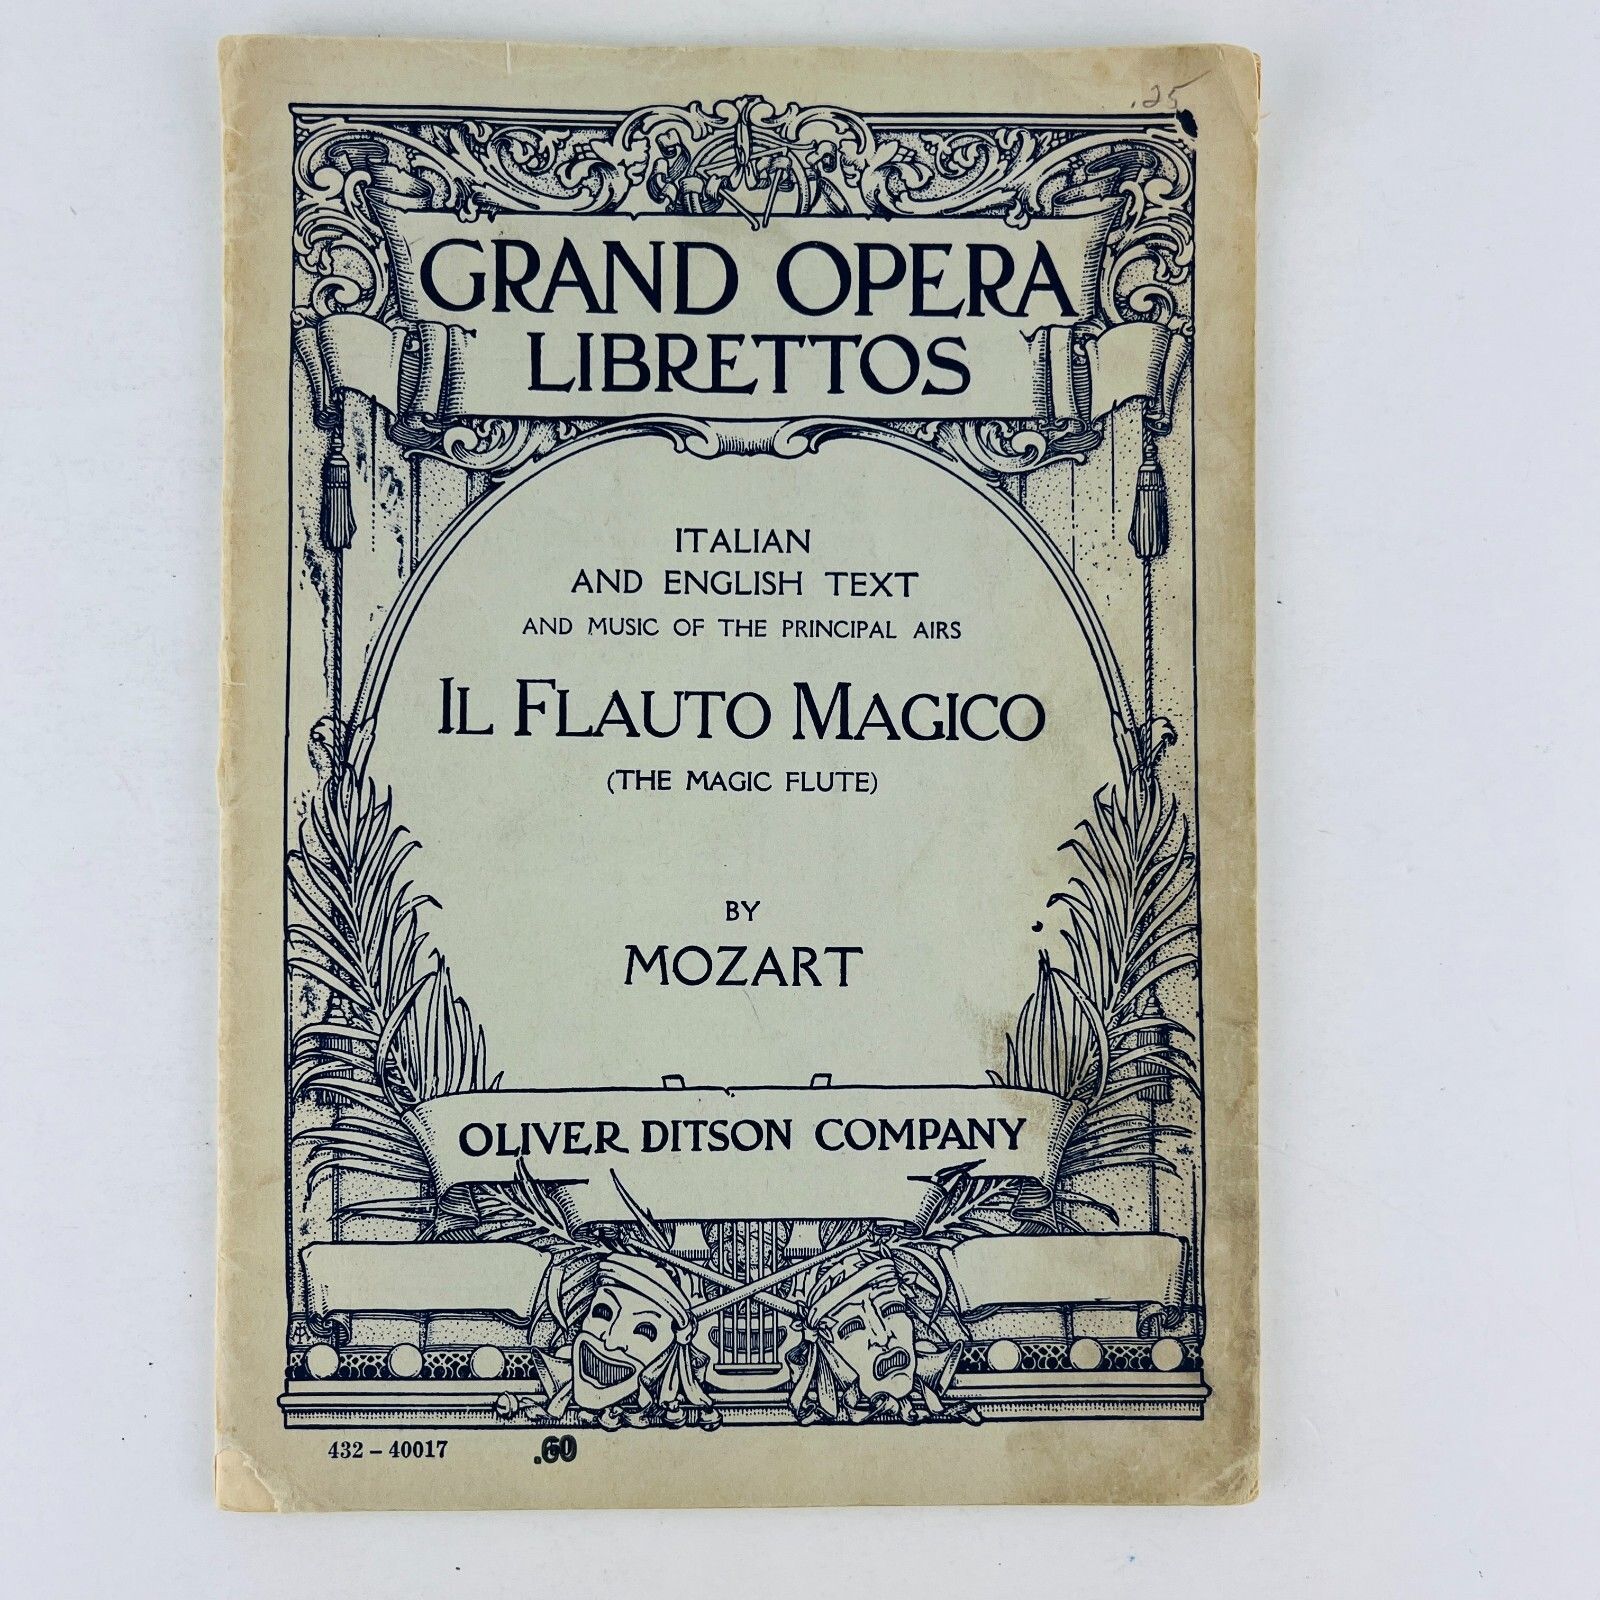 .25
GRAND OPERA
LIBRETTOS
ITALIAN
AND ENGLISH TEXT
AND MUSIC OF THE PRINCIPAL AIRS
IL FLAUTO MAGICO
(THE MAGIC FLUTE)
BY
MOZART
OLIVER DITSON COMPANY
432-40017 .60